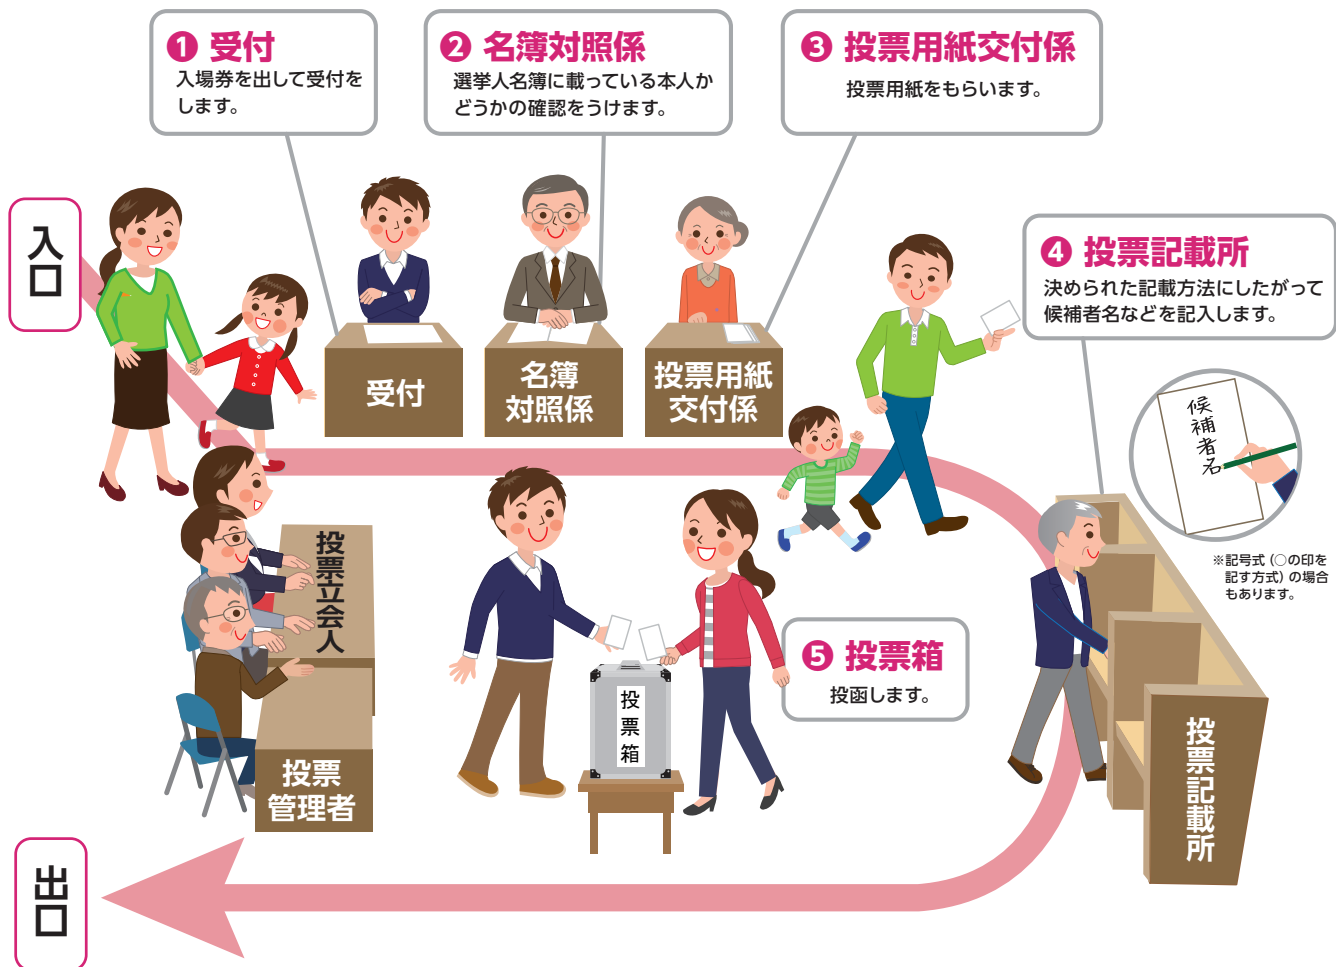 ❶ 受付
入場券を出して受付を
します。
❷ 名簿対照係
選挙人名簿に載っている本人か
どうかの確認をうけます。
❸ 投票用紙交付係
投票用紙をもらいます。
入口
受付
名簿
対照係
投票用紙
交付係
❹ 投票記載所
決められた記載方法にしたがって
候補者名などを記入します。
候補者名
※記号式（○の印を
記す方式）の場合
もあります。
投票立会人
投票
管理者
❺ 投票箱
投函します。
投票箱
投票記載所
出口